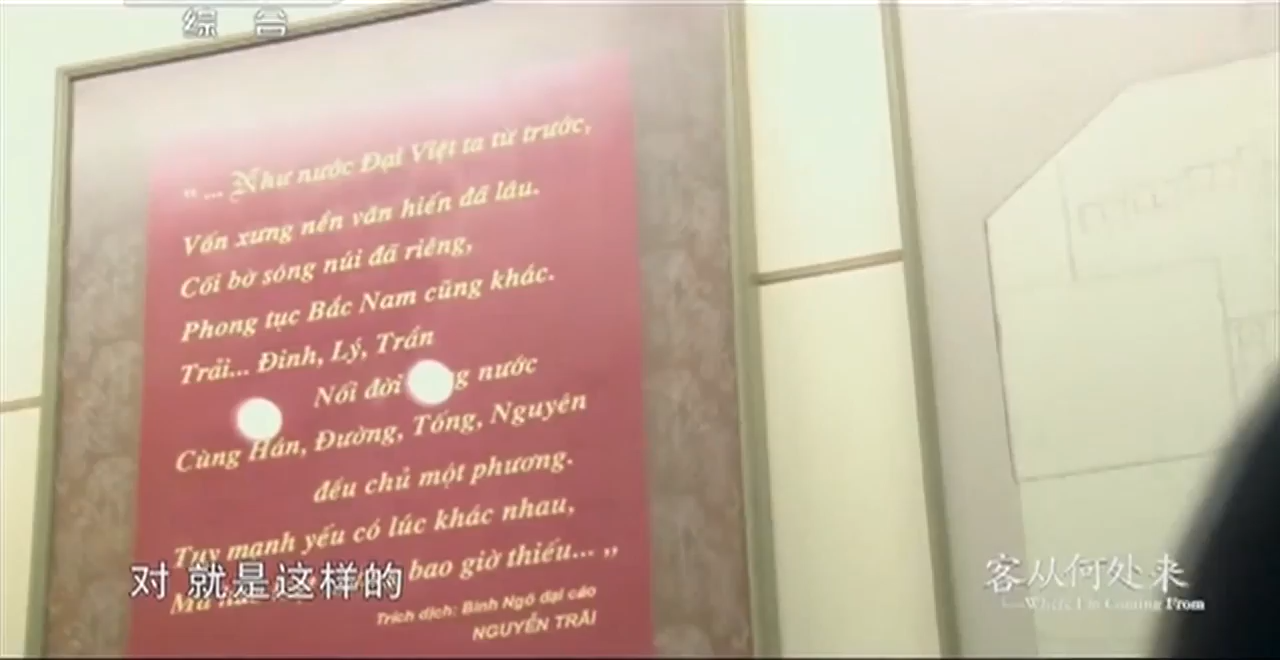 综合
“... Như nước Đại Việt ta từ trước,
Vốn xưng nền văn hiến đã lâu.
Cõi bờ sông núi đã riêng,
Phong tục Bắc Nam cũng khác.
Trải... Đinh, Lý, Trần
Nối đời nước
Cùng Hán, Đường, Tống, Nguyên
đều chủ một phương.
Tuy mạnh yếu có lúc khác nhau,
bao giờ thiếu... ”
对 就是这样的
Trích dịch: Bình Ngô đại cáo
NGUYỄN TRÃI
客从何处来
Where I'm Coming From